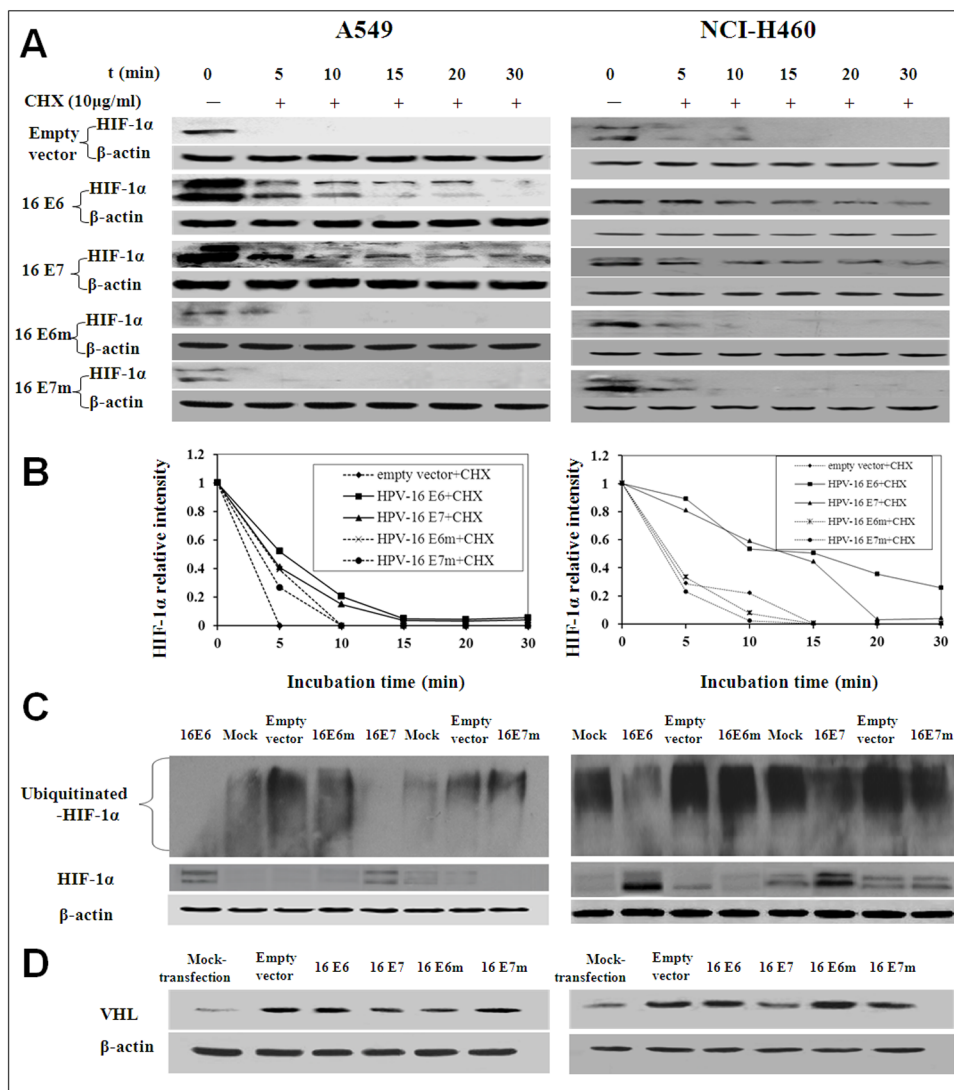 A
A549
NCI-H460
t (min) 0 5 10 15 20 30 0 5 10 15 20 30
CHX (10μg/ml) — + + + + + — + + + + +
Empty vector HIF-1α
β-actin
16 E6 HIF-1α
β-actin
16 E7 HIF-1α
β-actin
16 E6m HIF-1α
β-actin
16 E7m HIF-1α
β-actin
B
HIF-1α relative intensity
1.2
1
0.8
0.6
0.4
0.2
0
0 5 10 15 20 30
empty vector+CHX
HPV-16 E6+CHX
HPV-16 E7+CHX
HPV-16 E6m+CHX
HPV-16 E7m+CHX
Incubation time (min)
HIF-1α relative intensity
1.2
1
0.8
0.6
0.4
0.2
0
0 5 10 15 20 30
empty vector+CHX
HPV-16 E6+CHX
HPV-16 E7+CHX
HPV-16 E6m+CHX
HPV-16 E7m+CHX
Incubation time (min)
C
16E6 Mock Empty vector 16E6m 16E7 Mock Empty vector 16E7m
Mock 16E6 Empty vector 16E6m Mock 16E7 Empty vector 16E7m
Ubiquitinated
-HIF-1α
HIF-1α
β-actin
D
Mock-transfection Empty vector 16 E6 16 E7 16 E6m 16 E7m
Mock-transfection Empty vector 16 E6 16 E7 16 E6m 16 E7m
VHL
β-actin